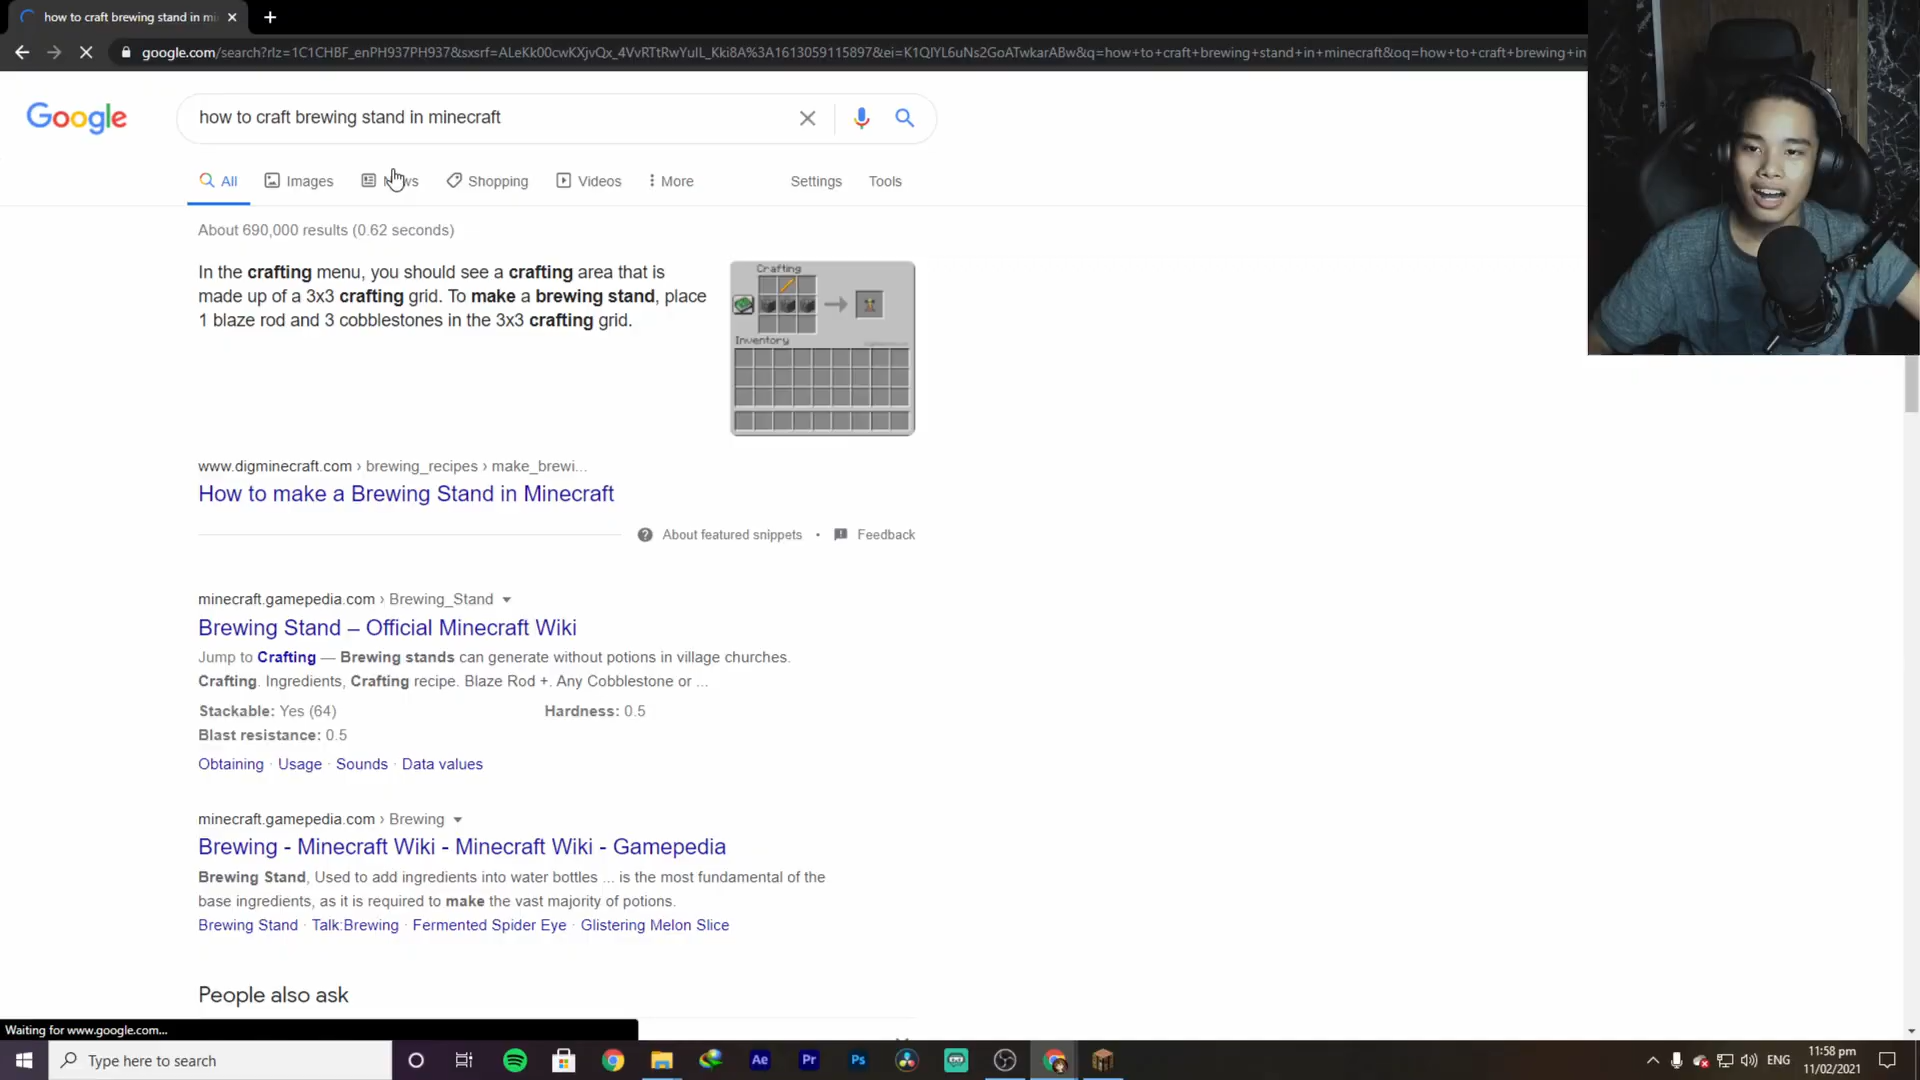 how to craft brewing stand in mi
google.com/search?rlz=1C1CHBF_enPH937PH937&sxsrf=ALeKk00cwKXjvQx_4VvRTtRwYuIL_Kki8A%3A1613059115897&ei=K1QlYL6uNs2GoATwkarABw&q=how+to+craft+brewing+stand+in+minecraft&oq=how+to+craft+brewing+in
Google
how to craft brewing stand in minecraft
All Images Shopping Videos More Settings Tools
About 690,000 results (0.62 seconds)
In the crafting menu, you should see a crafting area that is
made up of a 3x3 crafting grid. To make a brewing stand, place
1 blaze rod and 3 cobblestones in the 3x3 crafting grid.
Crafting
Inventory
www.digminecraft.com › brewing_recipes › make_brewi...
How to make a Brewing Stand in Minecraft
About featured snippets • Feedback
minecraft.gamepedia.com › Brewing_Stand
Brewing Stand – Official Minecraft Wiki
Jump to Crafting — Brewing stands can generate without potions in village churches.
Crafting. Ingredients, Crafting recipe. Blaze Rod +. Any Cobblestone or ...
Stackable: Yes (64) Hardness: 0.5
Blast resistance: 0.5
Obtaining · Usage · Sounds · Data values
minecraft.gamepedia.com › Brewing
Brewing - Minecraft Wiki - Minecraft Wiki - Gamepedia
Brewing Stand, Used to add ingredients into water bottles ... is the most fundamental of the
base ingredients, as it is required to make the vast majority of potions.
Brewing Stand · Talk:Brewing · Fermented Spider Eye · Glistering Melon Slice
People also ask
Waiting for www.google.com...
Type here to search
Ae Pr Ps
ENG
11:58 pm
11/02/2021